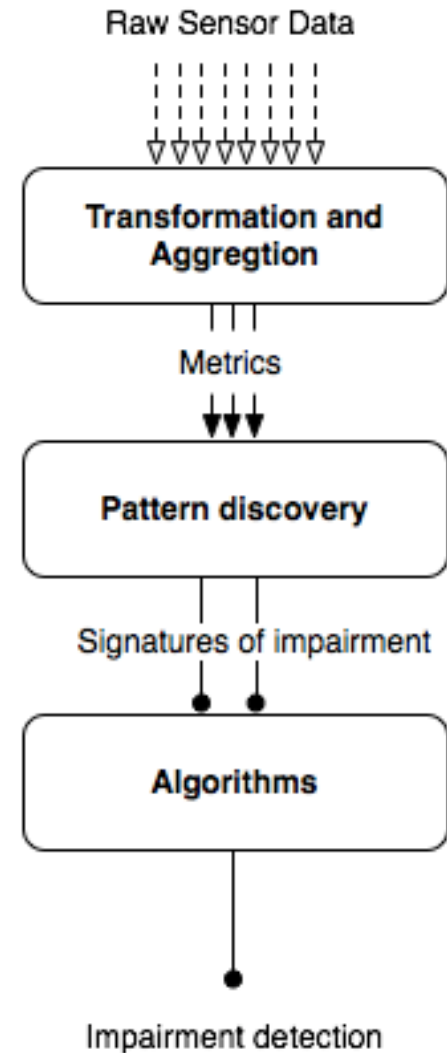 Raw Sensor Data
Transformation and
Aggregtion
Metrics
Pattern discovery
Signatures of impairment
Algorithms
Impairment detection